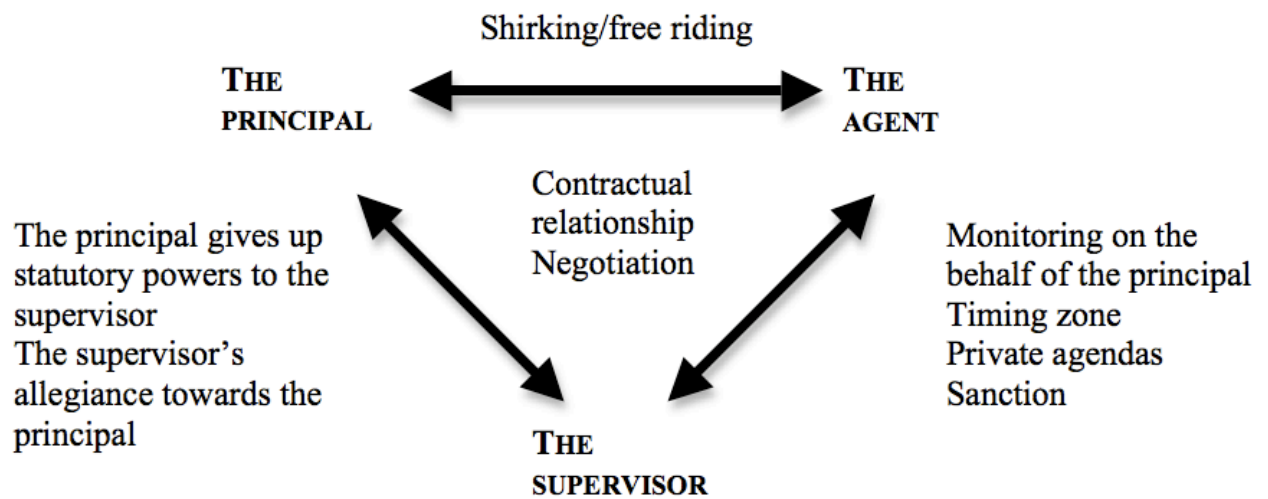 Shirking/free riding
THE
PRINCIPAL
THE
AGENT
Contractual
relationship
Negotiation
The principal gives up
statutory powers to the
supervisor
The supervisor’s
allegiance towards the
principal
Monitoring on the
behalf of the principal
Timing zone
Private agendas
Sanction
THE
SUPERVISOR